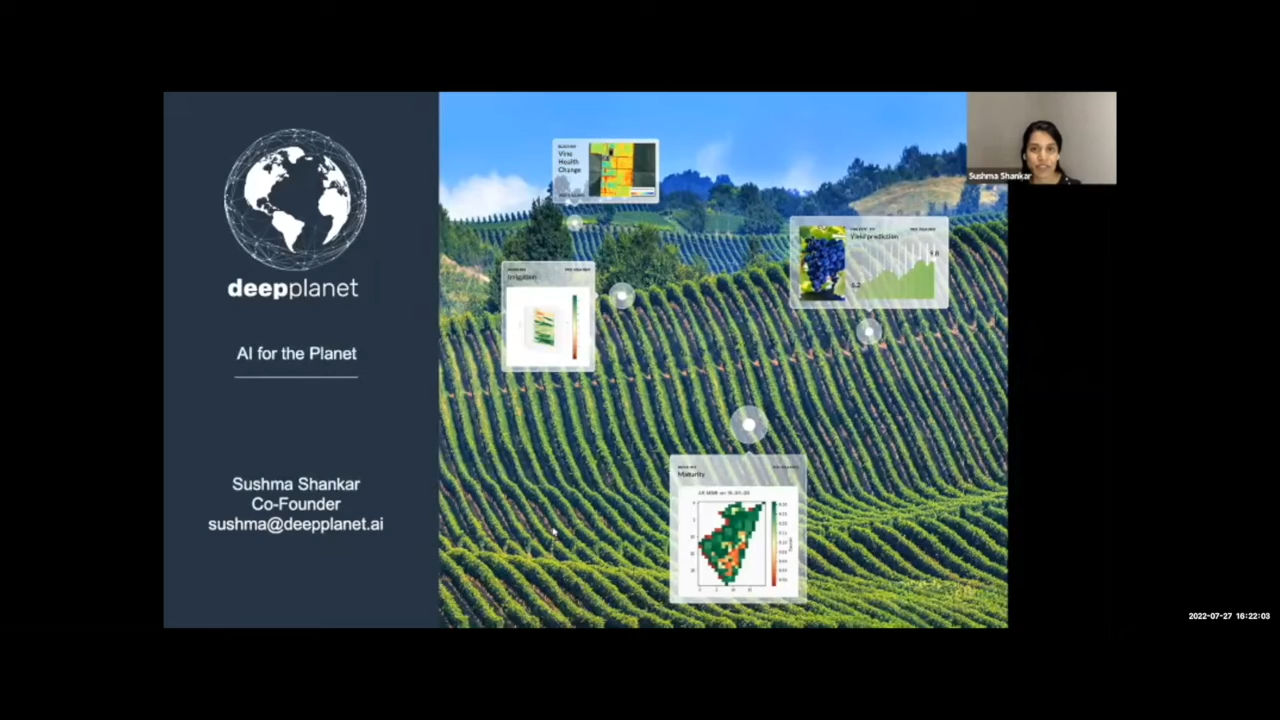 deepplanet
AI for the Planet
Sushma Shankar
Co-Founder
sushma@deepplanet.ai
Vine
Health
Change
Irrigation
Yield prediction
Maturity
Sushma Shankar
2022-07-27 16:22:03